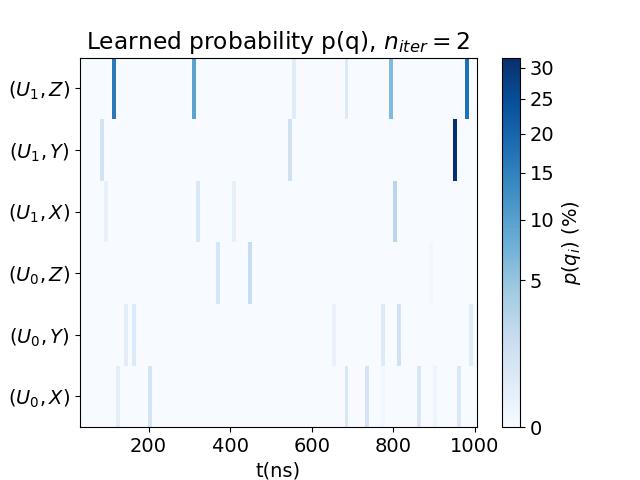 Learned probability p(q), $n_{iter} = 2$
$(U_1, Z)$
$(U_1, Y)$
$(U_1, X)$
$(U_0, Z)$
$(U_0, Y)$
$(U_0, X)$
200 400 600 800 1000
t(ns)
30
25
20
15
10
5
0
$p(q_i)$ (%)